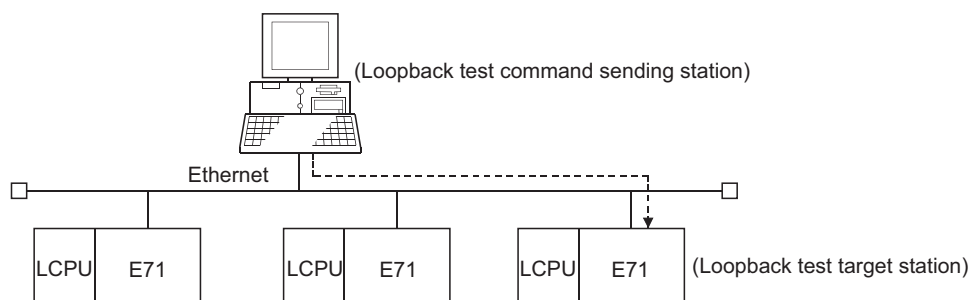 (Loopback test command sending station)
Ethernet
LCPU E71
LCPU E71
LCPU E71
(Loopback test target station)